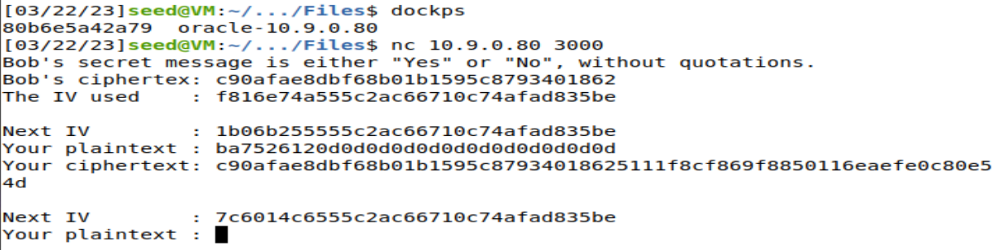 [03/22/23]seed@VM:~/.../Files$ dockps
80b6e5a42a79  oracle-10.9.0.80
[03/22/23]seed@VM:~/.../Files$ nc 10.9.0.80 3000
Bob's secret message is either "Yes" or "No", without quotations.
Bob's ciphertex: c90afae8dbf68b01b1595c8793401862
The IV used    : f816e74a555c2ac66710c74afad835be

Next IV        : 1b06b255555c2ac66710c74afad835be
Your plaintext : ba7526120d0d0d0d0d0d0d0d0d0d0d0d
Your ciphertext: c90afae8dbf68b01b1595c87934018625111f8cf869f8850116eaefe0c80e5
4d

Next IV        : 7c6014c6555c2ac66710c74afad835be
Your plaintext :